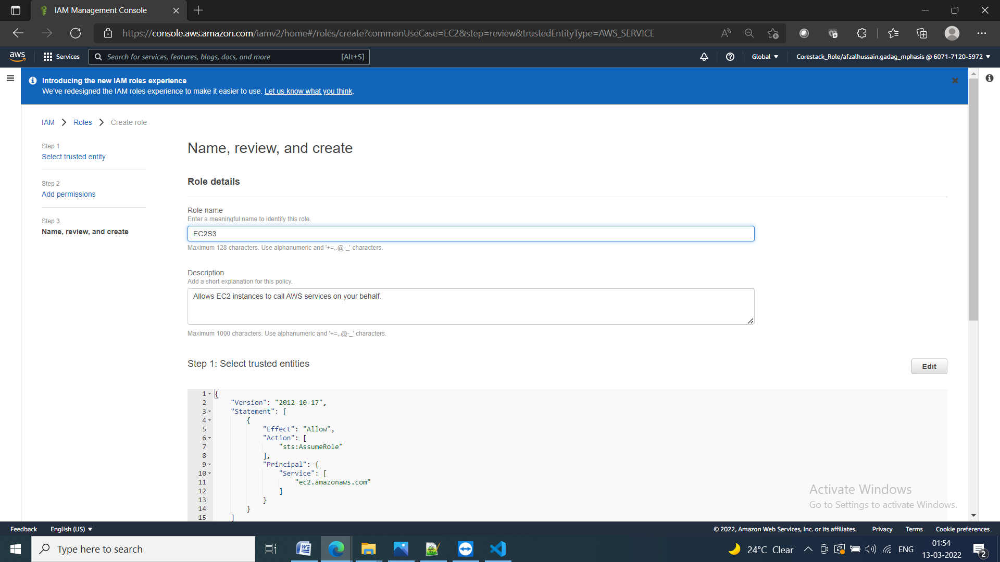 IAM Management Console
https://console.aws.amazon.com/iamv2/home#/roles/create?commonUseCase=EC2&step=review&trustedEntityType=AWS_SERVICE
aws
Services
Search for services, features, blogs, docs, and more
[Alt+S]
Global
Corestack_Role/afzalhussain.gadag_mphasis @ 6071-7120-5972
Introducing the new IAM roles experience
We've redesigned the IAM roles experience to make it easier to use. Let us know what you think.
IAM
Roles
Create role
Step 1
Select trusted entity
Step 2
Add permissions
Step 3
Name, review, and create
Name, review, and create
Role details
Role name
Enter a meaningful name to identify this role.
EC2S3
Maximum 128 characters. Use alphanumeric and '+=,.@-_' characters.
Description
Add a short explanation for this policy.
Allows EC2 instances to call AWS services on your behalf.
Maximum 1000 characters. Use alphanumeric and '+=,.@-_' characters.
Step 1: Select trusted entities
Edit
1 {
2 "Version": "2012-10-17",
3 "Statement": [
4 {
5 "Effect": "Allow",
6 "Action": [
7 "sts:AssumeRole"
8 ],
9 "Principal": {
10 "Service": [
11 "ec2.amazonaws.com"
12 ]
13 }
14 }
15 ]
Activate Windows
Go to Settings to activate Windows.
Feedback
English (US)
© 2022, Amazon Web Services, Inc. or its affiliates.
Privacy
Terms
Cookie preferences
Type here to search
24°C Clear
ENG
01:54
13-03-2022
2